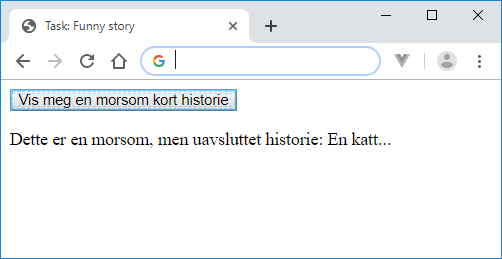 Task: Funny story
Vis meg en morsom kort historie
Dette er en morsom, men uavsluttet historie: En katt...